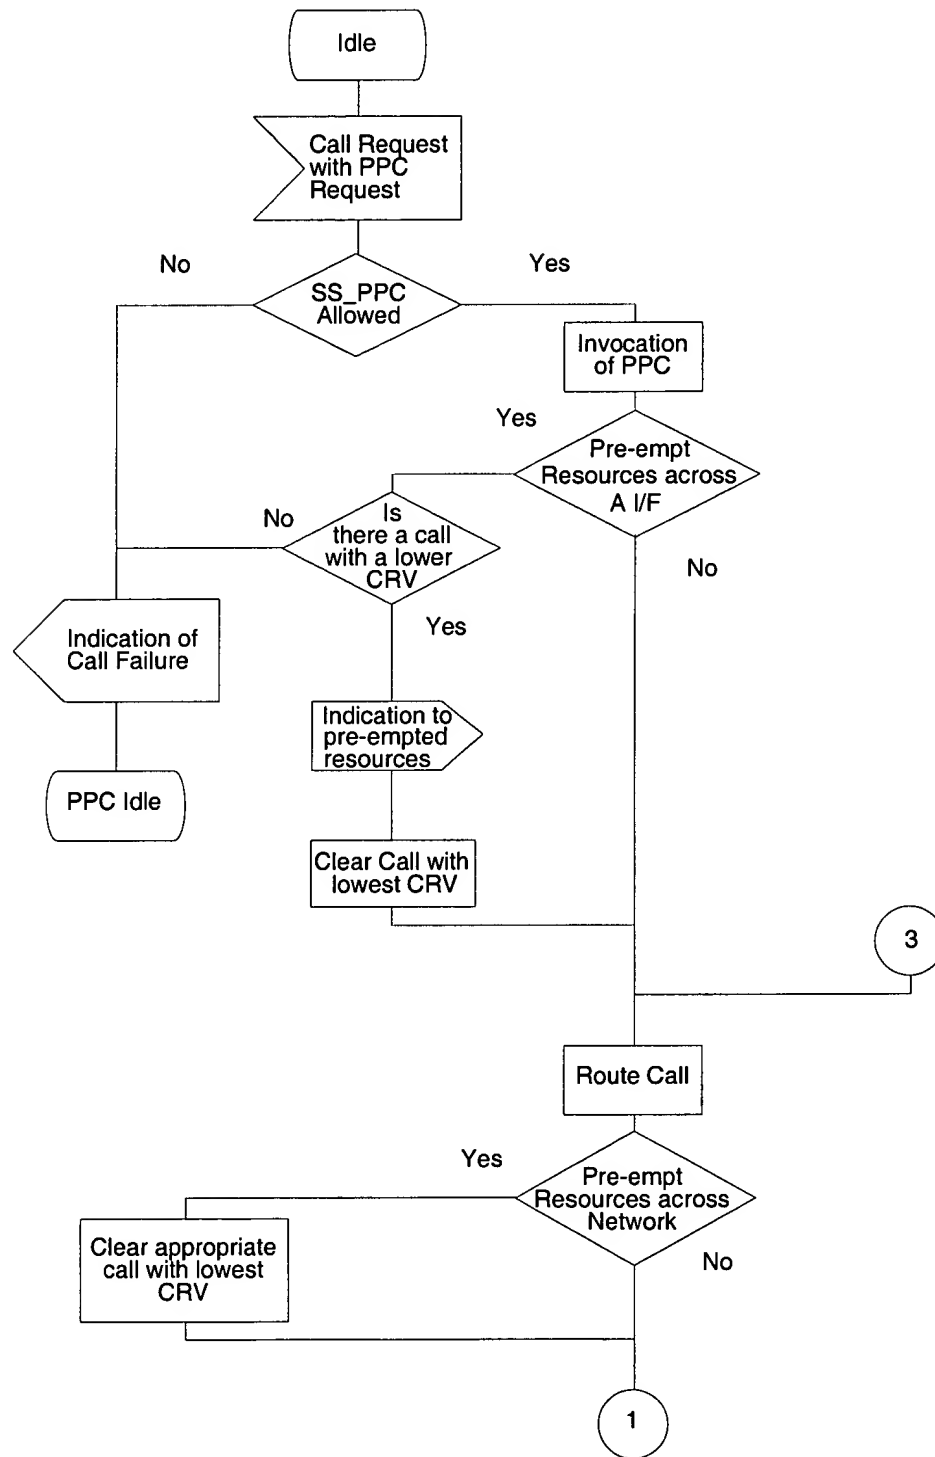 Idle
Call Request
with PPC
Request
No
Yes
SS_PPC
Allowed
Invocation
of PPC
Yes
Pre-empt
Resources across
A I/F
No
Is
there a call
with a lower
CRV
No
Yes
Indication of
Call Failure
Indication to
pre-empted
resources
PPC Idle
Clear Call with
lowest CRV
3
Route Call
Yes
Pre-empt
Resources across
Network
No
Clear appropriate
call with lowest
CRV
1